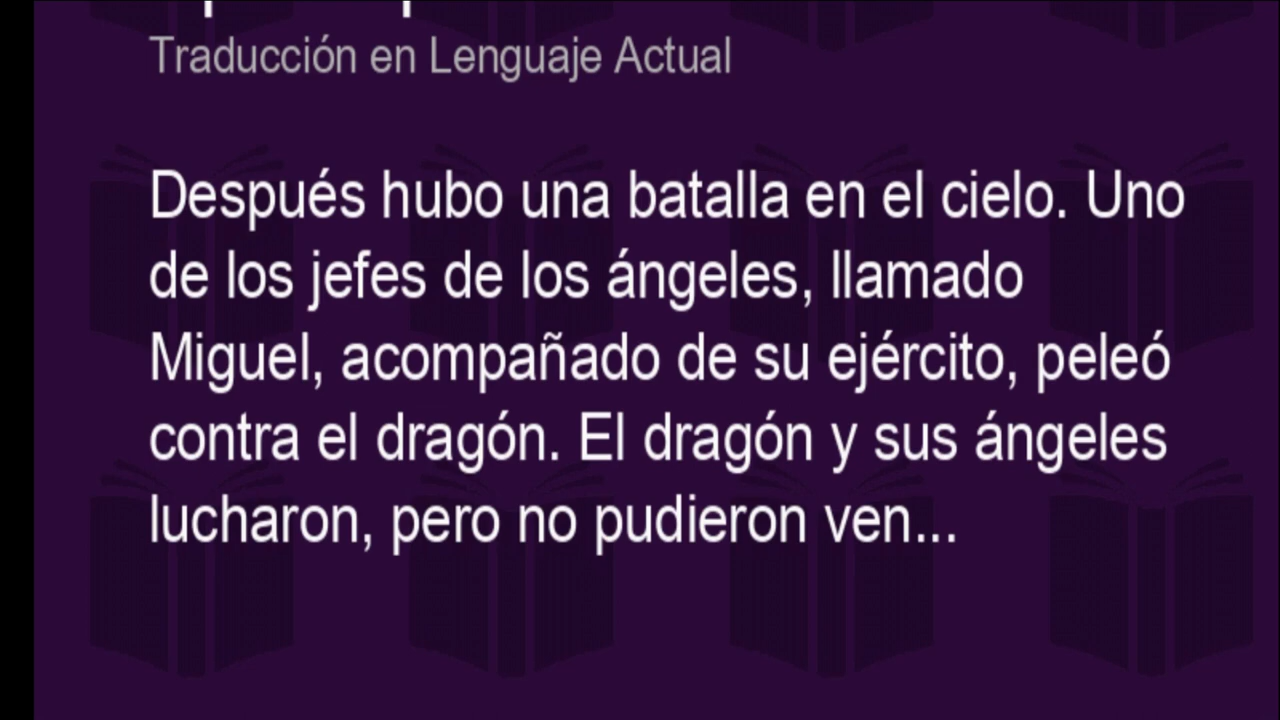 Traducción en Lenguaje Actual
Después hubo una batalla en el cielo. Uno
de los jefes de los ángeles, llamado
Miguel, acompañado de su ejército, peleó
contra el dragón. El dragón y sus ángeles
lucharon, pero no pudieron ven...